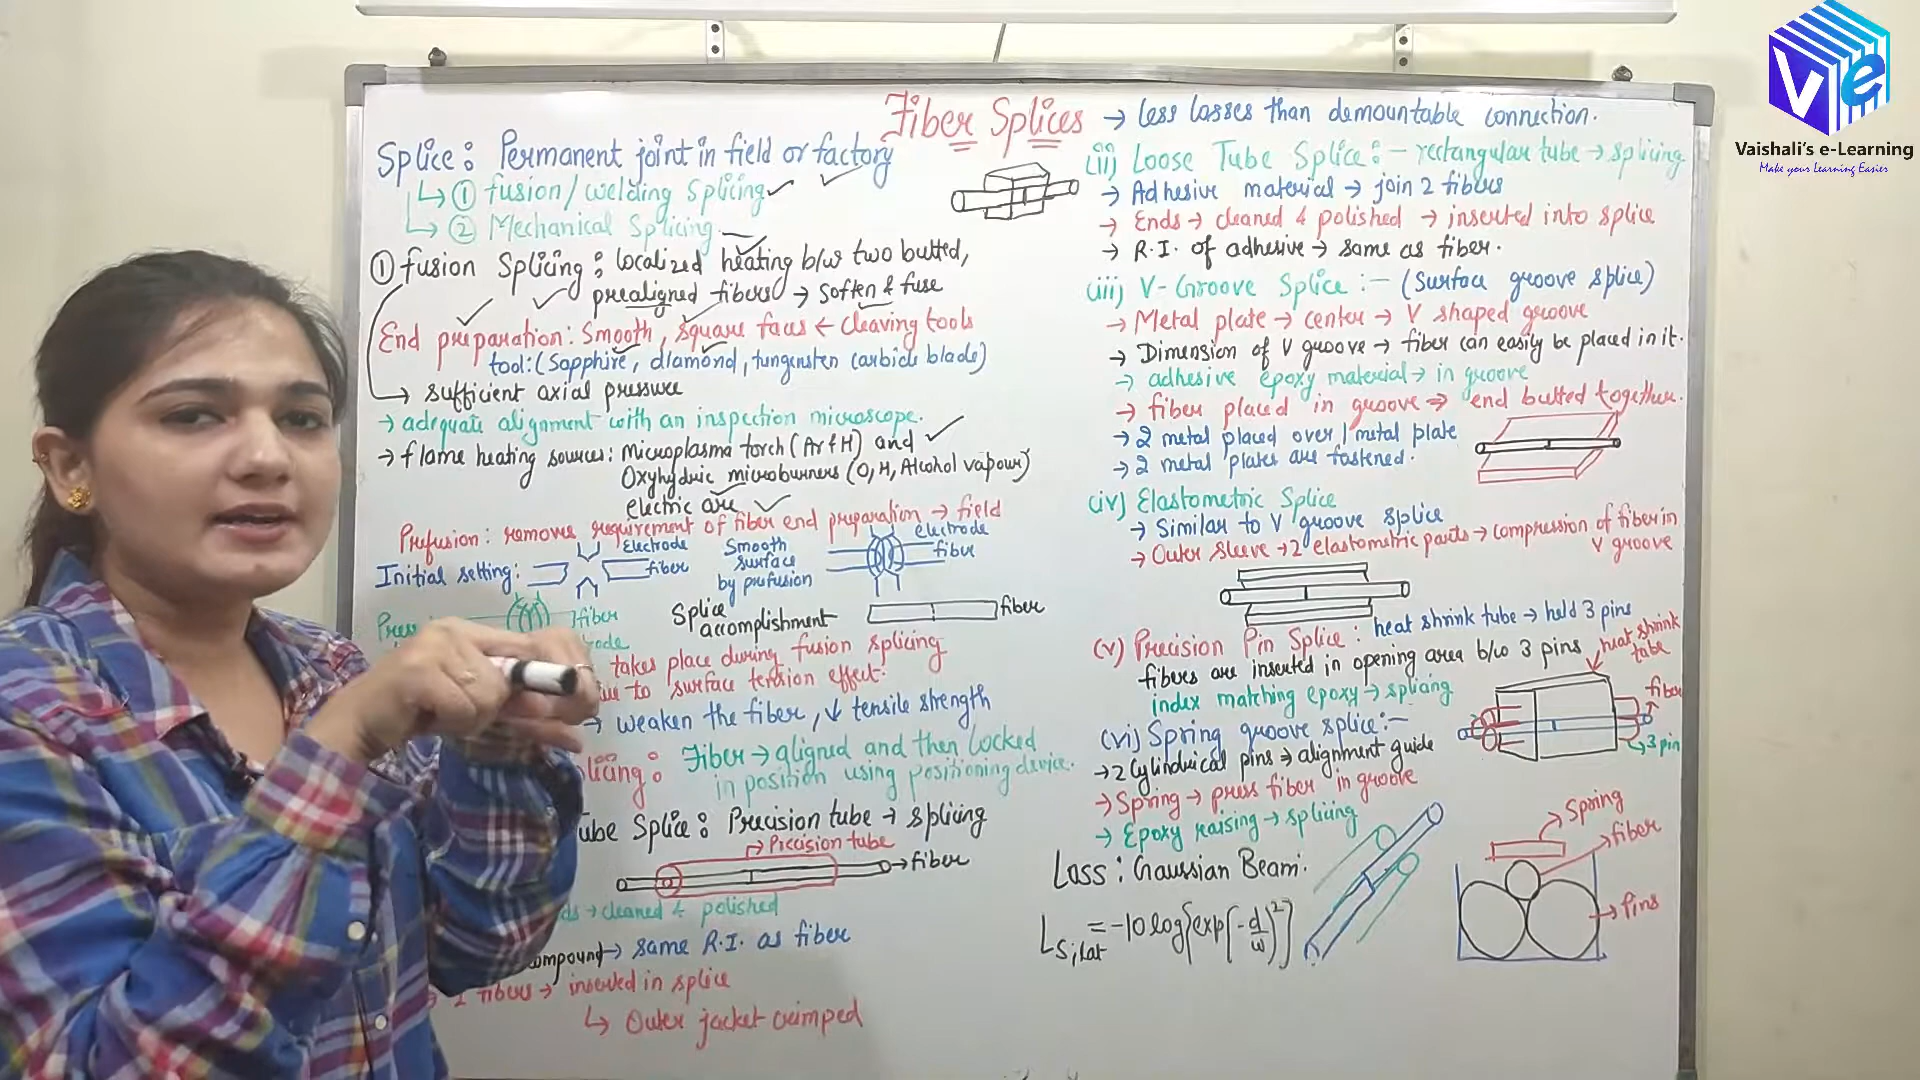 Fiber Splices → Less losses than demountable connection.
Splice: Permanent joint in field or factory
↳ ① fusion/welding splicing
↳ ② Mechanical Splicing
① fusion Splicing: localized heating b/w two butted,
prealigned fibers → soften & fuse
End preparation: Smooth, square faces ← cleaving tools
tool: (Sapphire, diamond, tungensten carbide blade)
→ sufficient axial pressure
→ adequate alignment with an inspection microscope.
→ flame heating sources: microplasma torch (Ar & H) and
Oxyhydric microburners (O, H, Alcohol vapour)
electric arc
Prefusion: removes requirement of fiber end preparation → field
Initial setting:
Electrode
fiber
Smooth
surface
by prefusion
electrode
fiber
Press
fiber
ode
Splice
accomplishment
fiber
takes place during fusion splicing
due to surface tension effect.
→ weaken the fiber, ↓ tensile strength
licing: Fiber → aligned and then locked
in position using positioning device.
Tube Splice: Precision tube → splicing
→ Precision tube
→ fiber
ds → cleaned & polished
ompound → same R.I. as fiber
→ 2 fibers → inserted in splice
↳ Outer jacket crimped
(ii) Loose Tube Splice: - rectangular tube → splicing
→ Adhesive material → join 2 fibers
→ Ends → cleaned & polished → inserted into splice
→ R.I. of adhesive → same as fiber.
(iii) V-Groove Splice :- (Surface groove splice)
→ Metal plate → center → V shaped groove
→ Dimension of V groove → fiber can easily be placed in it.
→ adhesive epoxy material → in groove
→ fiber placed in groove ⇒ end butted together.
→ 2 metal placed over 1 metal plate
→ 2 metal plates are fastened.
(iv) Elastometric Splice
→ Similar to V groove splice
→ Outer sleeve → 2 elastometric parts → compression of fiber in
V groove
(v) Precision Pin Splice: heat shrink tube → held 3 pins
fibers are inserted in opening area b/w 3 pins
index matching epoxy → splicing
heat shrink
tube
fiber
→ 3 pin
(vi) Spring groove splice:-
→ 2 Cylindrical pins ⇒ alignment guide
→ Spring → press fiber in groove
→ Epoxy raising → splicing
Spring
fiber
→ Pins
Loss: Gaussian Beam.
L_{S,lat} = -10 log{exp(-d/ω)²}
Ve
Vaishali's e-Learning
Make your Learning Easier